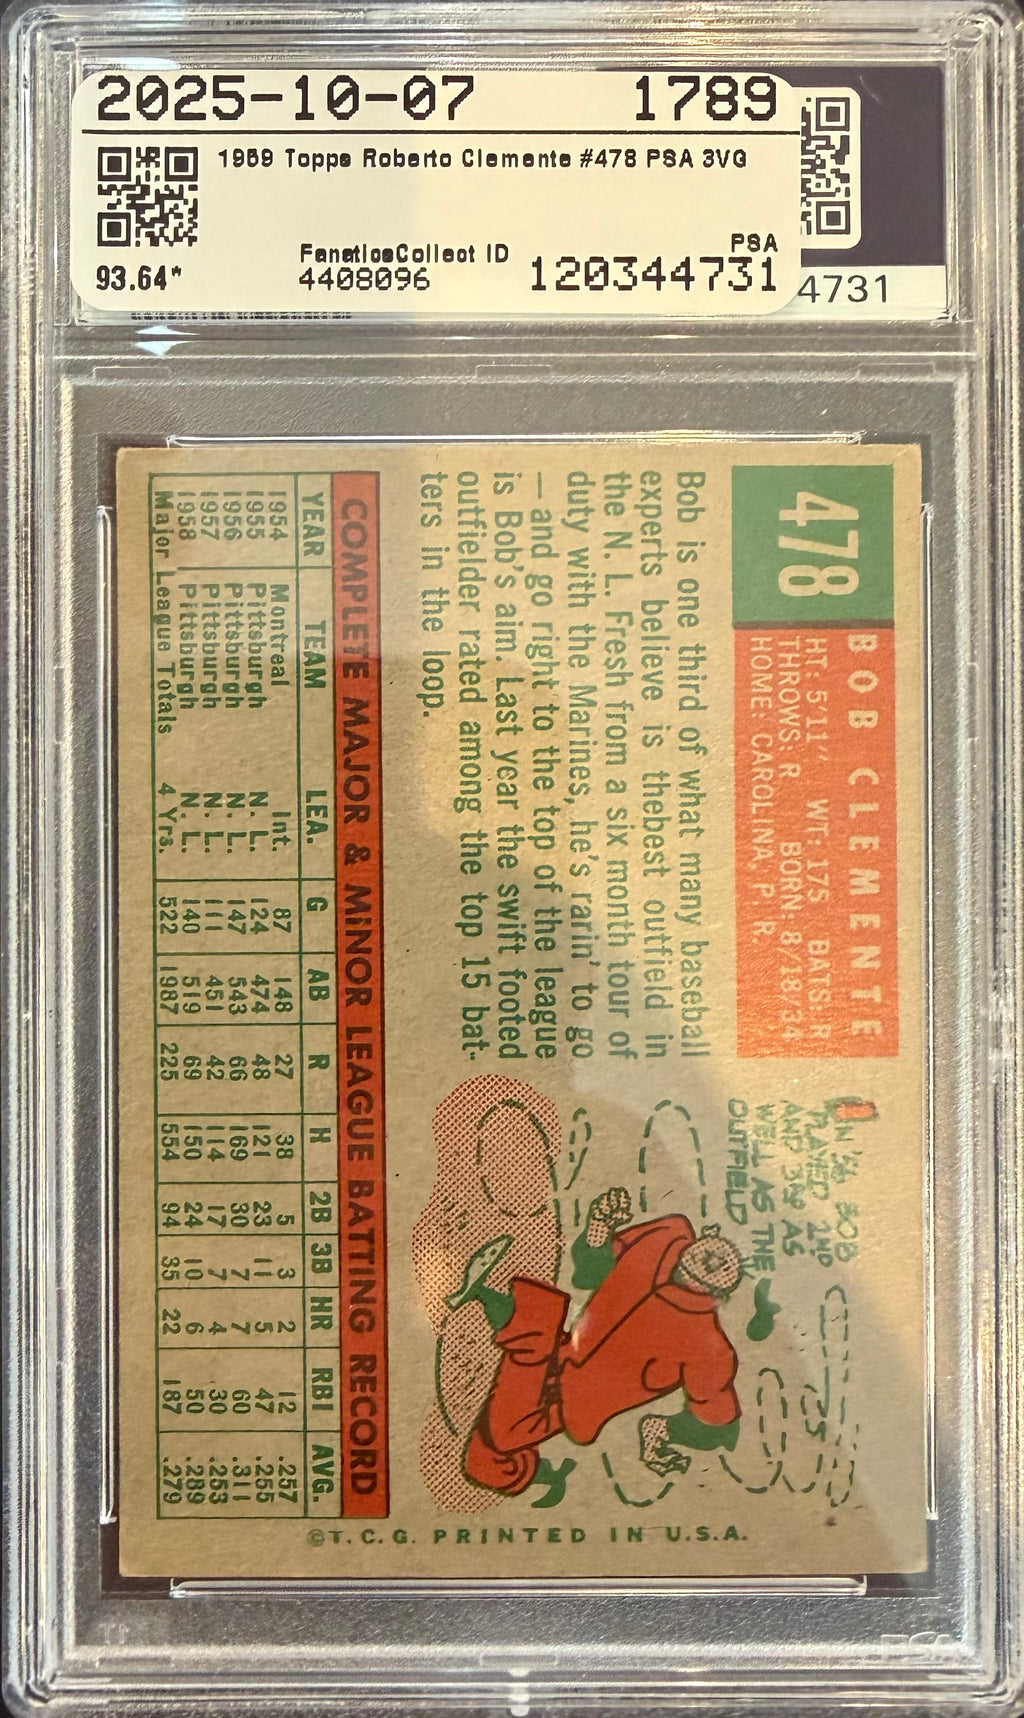 2025-10-07 1789
1959 Topps Roberto Clemente #478 PSA 3VG
FanaticsCollect ID PSA
93.64* 4408096 120344731
4731
478
BOB CLEMENTE
HT: 5'11" WT: 175 BATS: R
THROWS: R BORN: 8/18/34
HOME: CAROLINA, P. R.
Bob is one third of what many baseball
experts believe is thebest outfield in
the N. L. Fresh from a six month tour of
duty with the Marines, he's rarin' to go
— and go right to the top of the league
is Bob's aim. Last year the swift footed
outfielder rated among the top 15 bat-
ters in the loop.
IN '56 BOB
PLAYED 2ND
AND 3RD AS
WELL AS THE
OUTFIELD
COMPLETE MAJOR & MINOR LEAGUE BATTING RECORD
YEAR TEAM LEA. G AB R H 2B 3B HR RBI AVG.
1954 Montreal Int. 87 148 27 38 5 3 2 12 .257
1955 Pittsburgh N. L. 124 474 48 121 23 11 5 47 .255
1956 Pittsburgh N. L. 147 543 66 169 30 7 7 60 .311
1957 Pittsburgh N. L. 111 451 42 114 17 7 4 30 .253
1958 Pittsburgh N. L. 140 519 69 150 24 10 6 50 .289
Major League Totals 4 Yrs. 522 1987 225 554 94 35 22 187 .279
©T. C. G. PRINTED IN U.S.A.